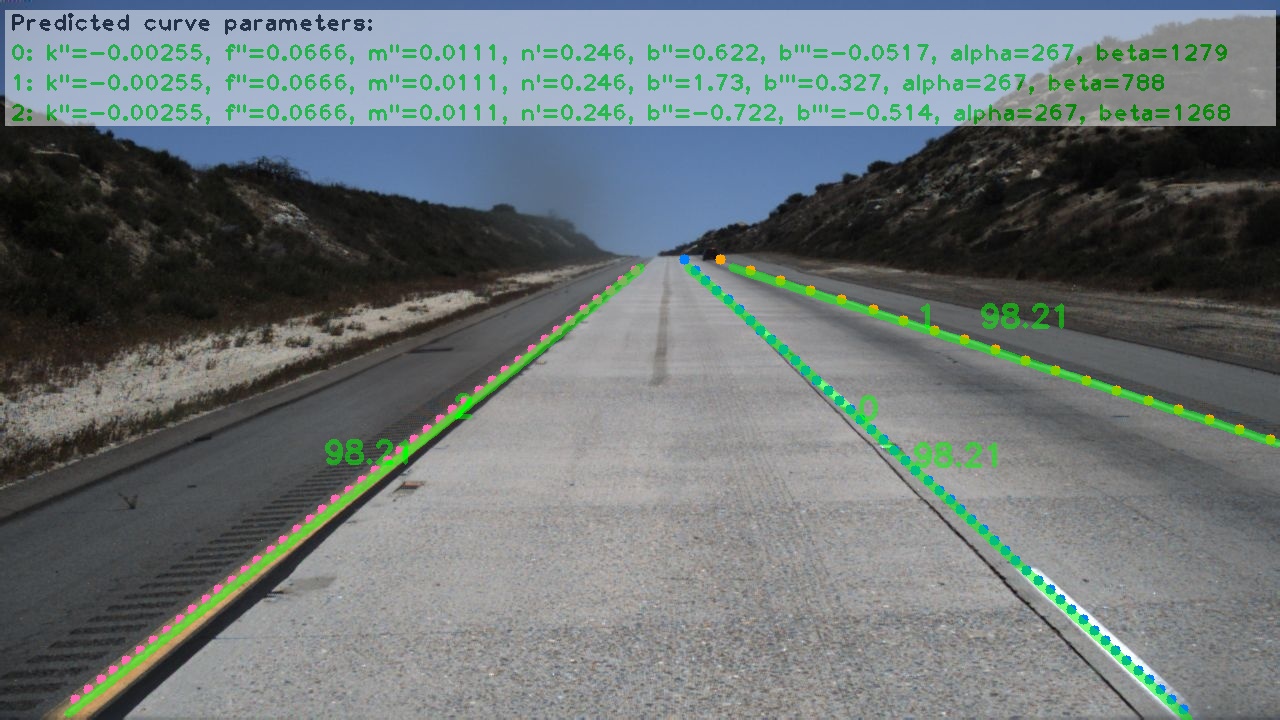 Predicted curve parameters:
0: k''=-0.00255, f''=0.0666, m''=0.0111, n'=0.246, b''=0.622, b'''=-0.0517, alpha=267, beta=1279
1: k''=-0.00255, f''=0.0666, m''=0.0111, n'=0.246, b''=1.73, b'''=0.327, alpha=267, beta=788
2: k''=-0.00255, f''=0.0666, m''=0.0111, n'=0.246, b''=-0.722, b'''=-0.514, alpha=267, beta=1268
1 98.21
2 0
98.21 98.21